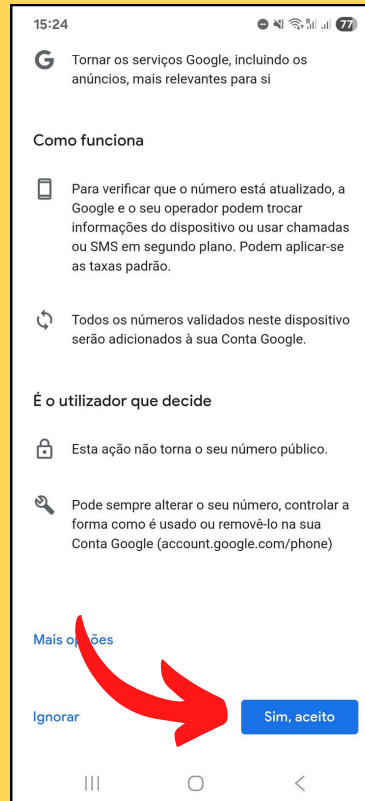 15:24
77
G Tornar os serviços Google, incluindo os
anúncios, mais relevantes para si
Como funciona
Para verificar que o número está atualizado, a
Google e o seu operador podem trocar
informações do dispositivo ou usar chamadas
ou SMS em segundo plano. Podem aplicar-se
as taxas padrão.
Todos os números validados neste dispositivo
serão adicionados à sua Conta Google.
É o utilizador que decide
Esta ação não torna o seu número público.
Pode sempre alterar o seu número, controlar a
forma como é usado ou removê-lo na sua
Conta Google (account.google.com/phone)
Mais opções
Ignorar
Sim, aceito